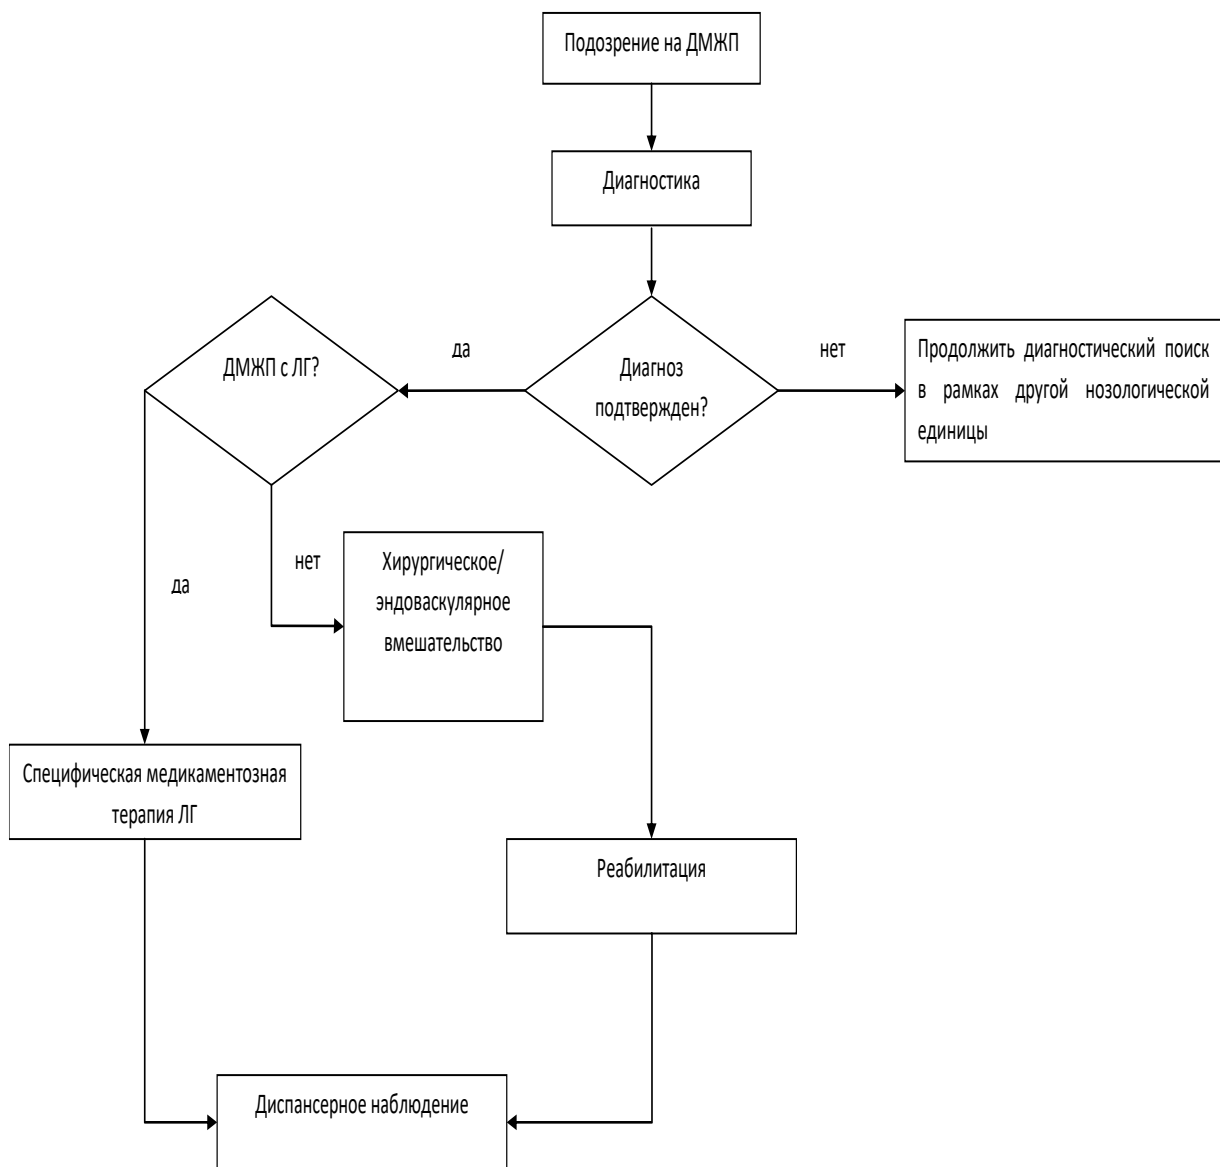 Подозрение на ДМЖП
Диагностика
ДМЖП с ЛГ?
да
Диагноз
подтвержден?
нет
Продолжить диагностический поиск
в рамках другой нозологической
единицы
да
нет
Хирургическое/
эндоваскулярное
вмешательство
Специфическая медикаментозная
терапия ЛГ
Реабилитация
Диспансерное наблюдение